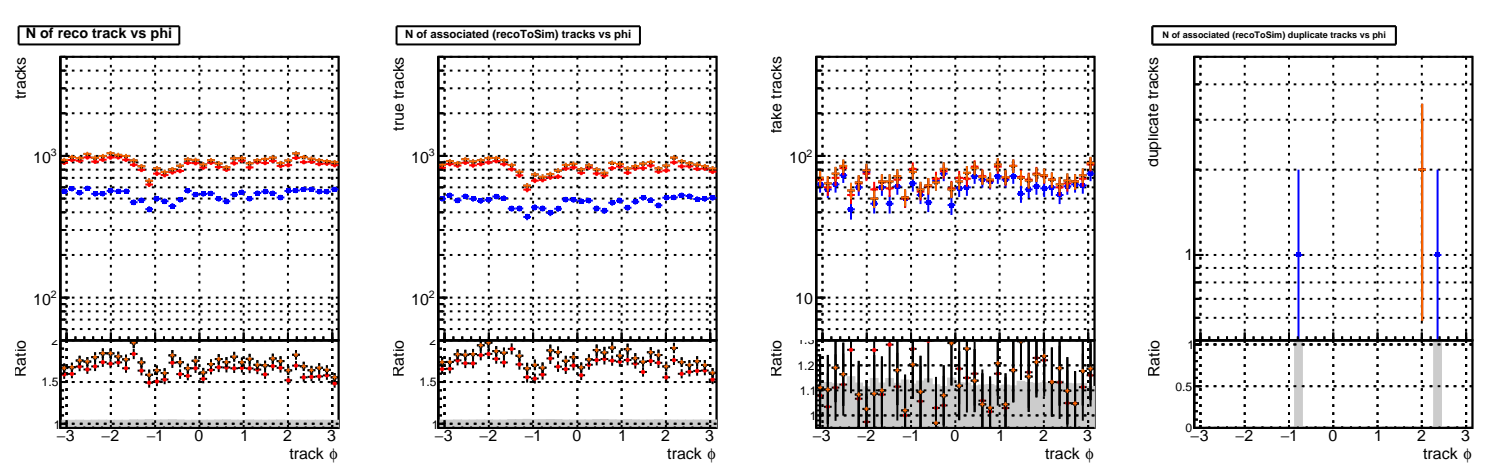 N of reco track vs phi
tracks
10³
10²
Ratio
2
1.5
1
−3 −2 −1 0 1 2 3
track ϕ
N of associated (recoToSim) tracks vs phi
true tracks
10³
10²
Ratio
2
1.5
1
−3 −2 −1 0 1 2 3
track ϕ
fake tracks
10²
10
Ratio
1.3
1.2
1.1
1
−3 −2 −1 0 1 2 3
track ϕ
N of associated (recoToSim) duplicate tracks vs phi
duplicate tracks
1
Ratio
1
0.5
0
−3 −2 −1 0 1 2 3
track ϕ